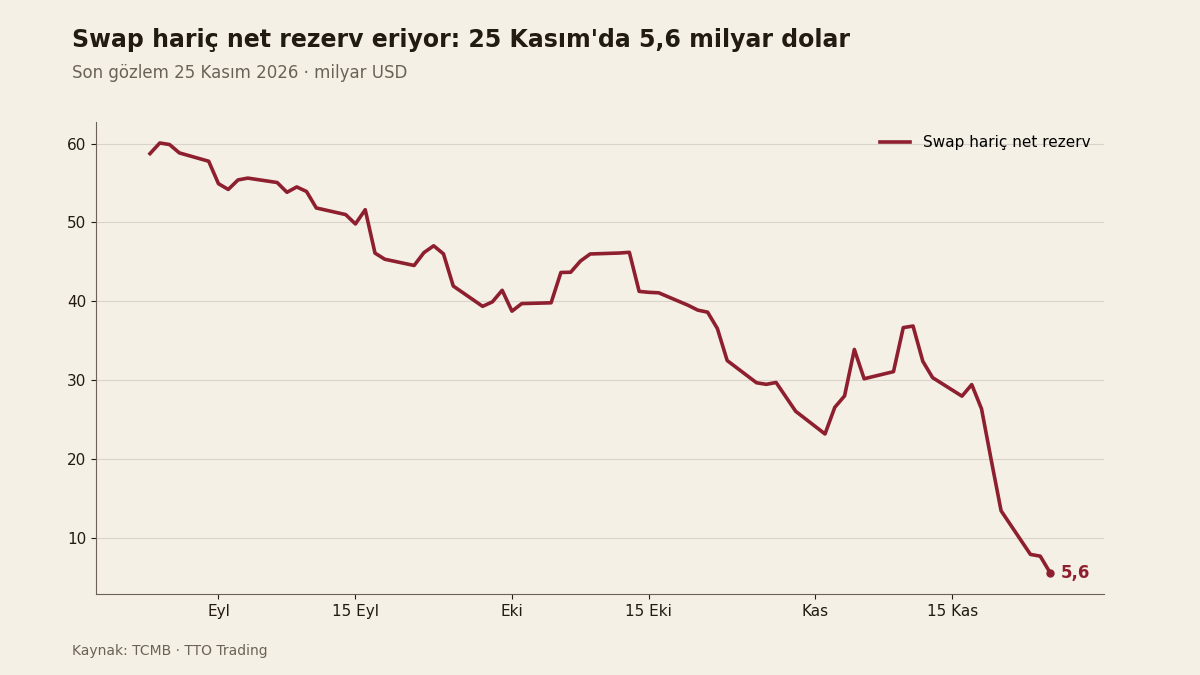 Swap hariç net rezerv eriyor: 25 Kasım'da 5,6 milyar dolar
Son gözlem 25 Kasım 2026 · milyar USD
Swap hariç net rezerv
60
50
40
30
20
10
5,6
Eyl
15 Eyl
Eki
15 Eki
Kas
15 Kas
Kaynak: TCMB · TTO Trading